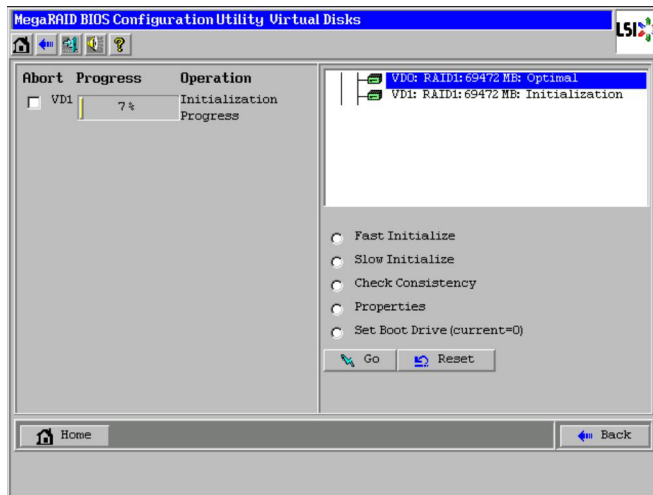 MegaRAID BIOS Configuration Utility Virtual Disks
LSI
?
Abort Progress Operation
VD1 7% Initialization
Progress
VD0: RAID1: 69472 MB: Optimal
VD1: RAID1: 69472 MB: Initialization
Fast Initialize
Slow Initialize
Check Consistency
Properties
Set Boot Drive (current=0)
Go Reset
Home Back